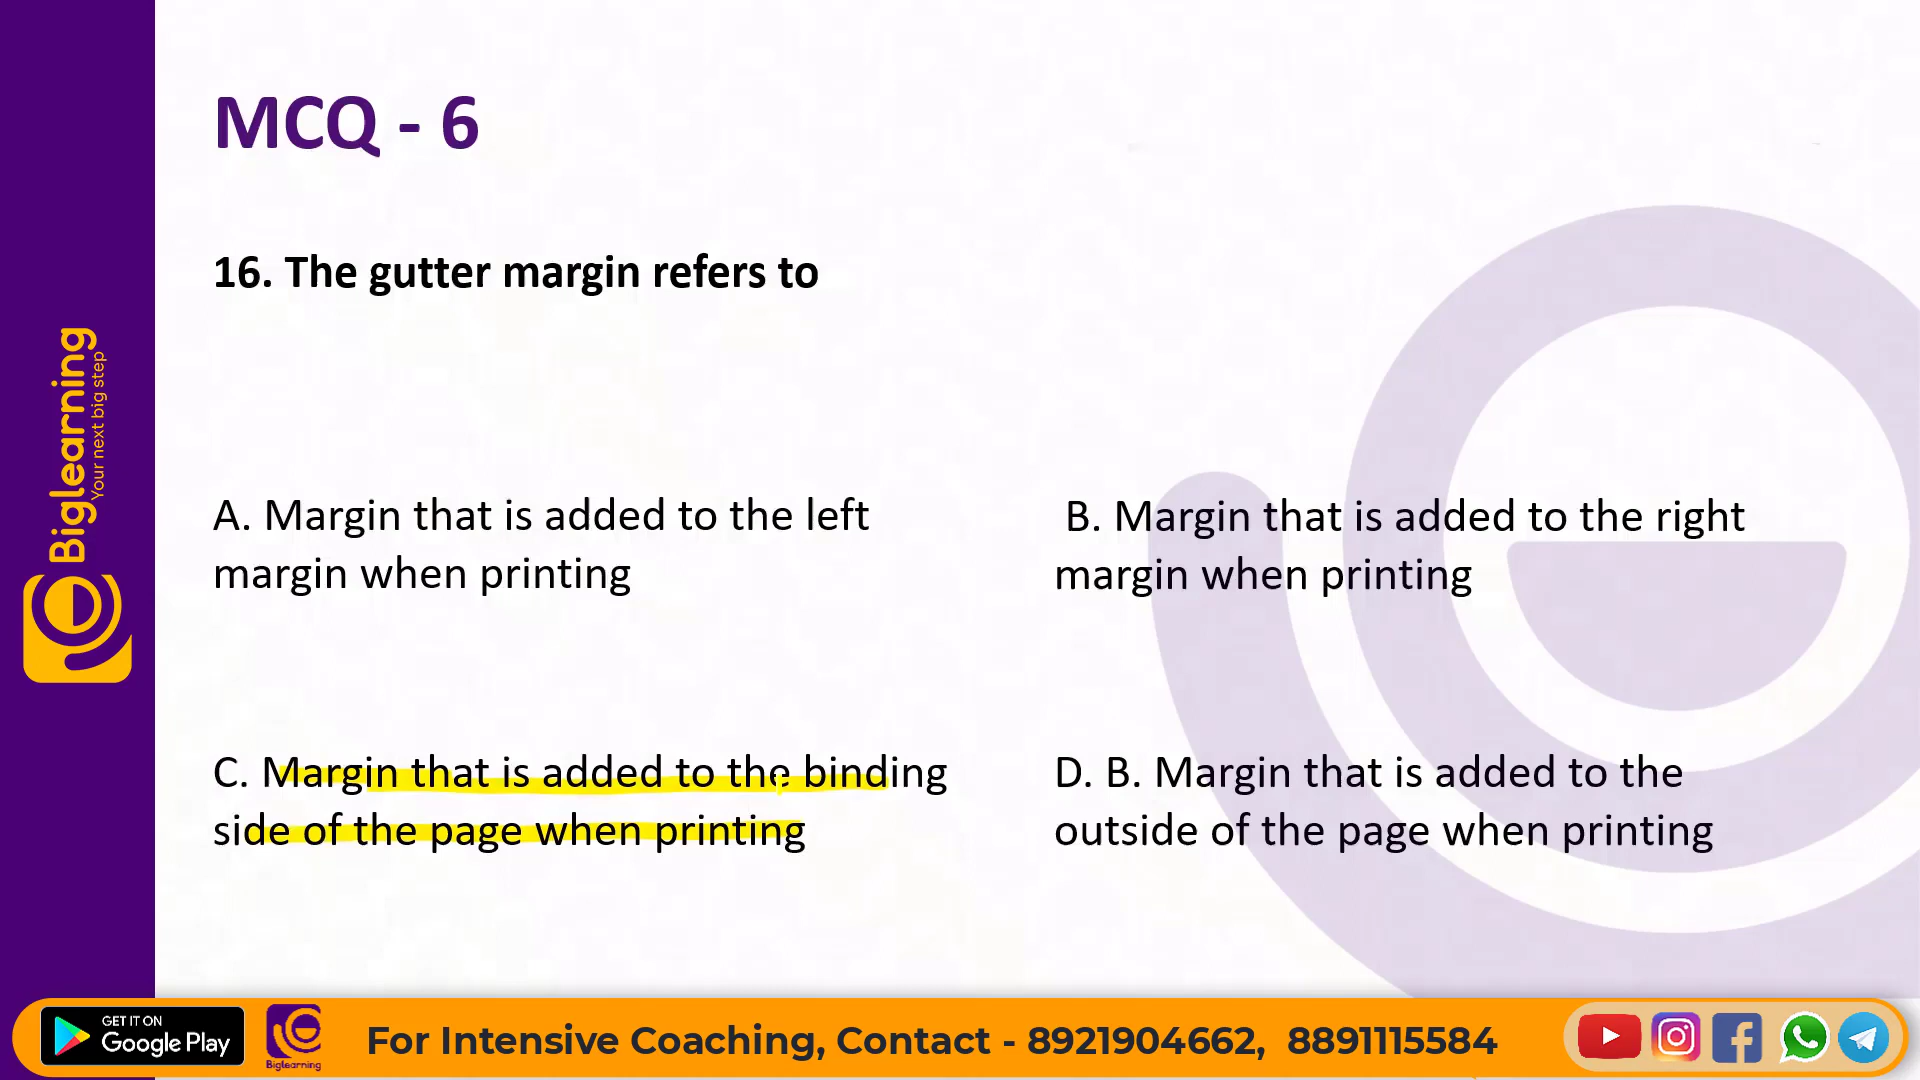 MCQ - 6
16. The gutter margin refers to
A. Margin that is added to the left
margin when printing
B. Margin that is added to the right
margin when printing
C. Margin that is added to the binding
side of the page when printing
D. B. Margin that is added to the
outside of the page when printing
Biglearning
Your next big step
GET IT ON
Google Play
Biglearning
For Intensive Coaching, Contact - 8921904662, 8891115584